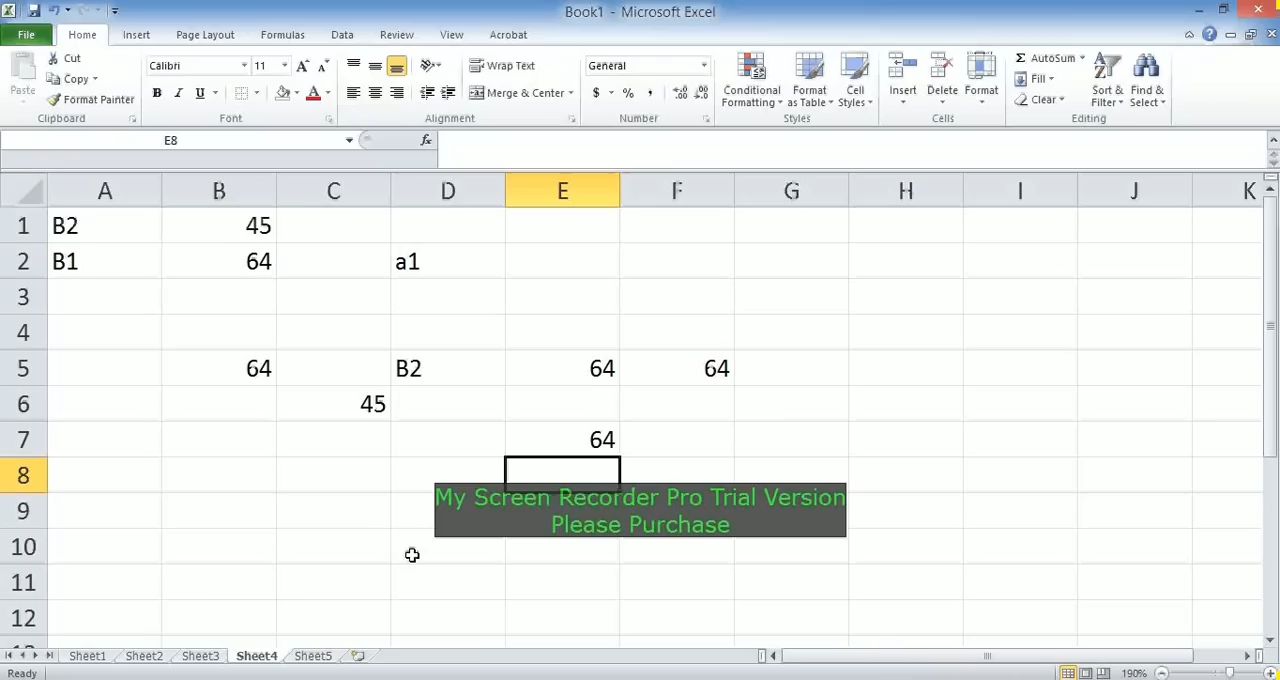 Book1 - Microsoft Excel
File Home Insert Page Layout Formulas Data Review View Acrobat
Paste
Cut
Copy
Format Painter
Clipboard
Calibri 11
B I U
Font
Wrap Text
Merge & Center
Alignment
General
$ % ,
Number
Conditional Formatting
Format as Table
Cell Styles
Styles
Insert Delete Format
Cells
AutoSum
Fill
Clear
Sort & Filter
Find & Select
Editing
E8 fx
A B C D E F G H I J K
1 B2 45
2 B1 64 a1
3
4
5 64 B2 64 64
6 45
7 64
8
My Screen Recorder Pro Trial Version
9
Please Purchase
10
11
12
Sheet1 Sheet2 Sheet3 Sheet4 Sheet5
Ready 190%